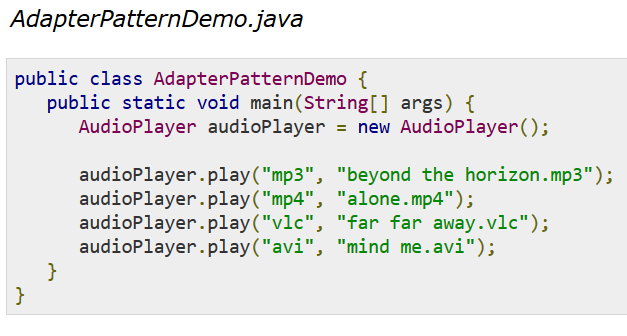 AdapterPatternDemo.java
public class AdapterPatternDemo {
   public static void main(String[] args) {
      AudioPlayer audioPlayer = new AudioPlayer();

      audioPlayer.play("mp3", "beyond the horizon.mp3");
      audioPlayer.play("mp4", "alone.mp4");
      audioPlayer.play("vlc", "far far away.vlc");
      audioPlayer.play("avi", "mind me.avi");
   }
}